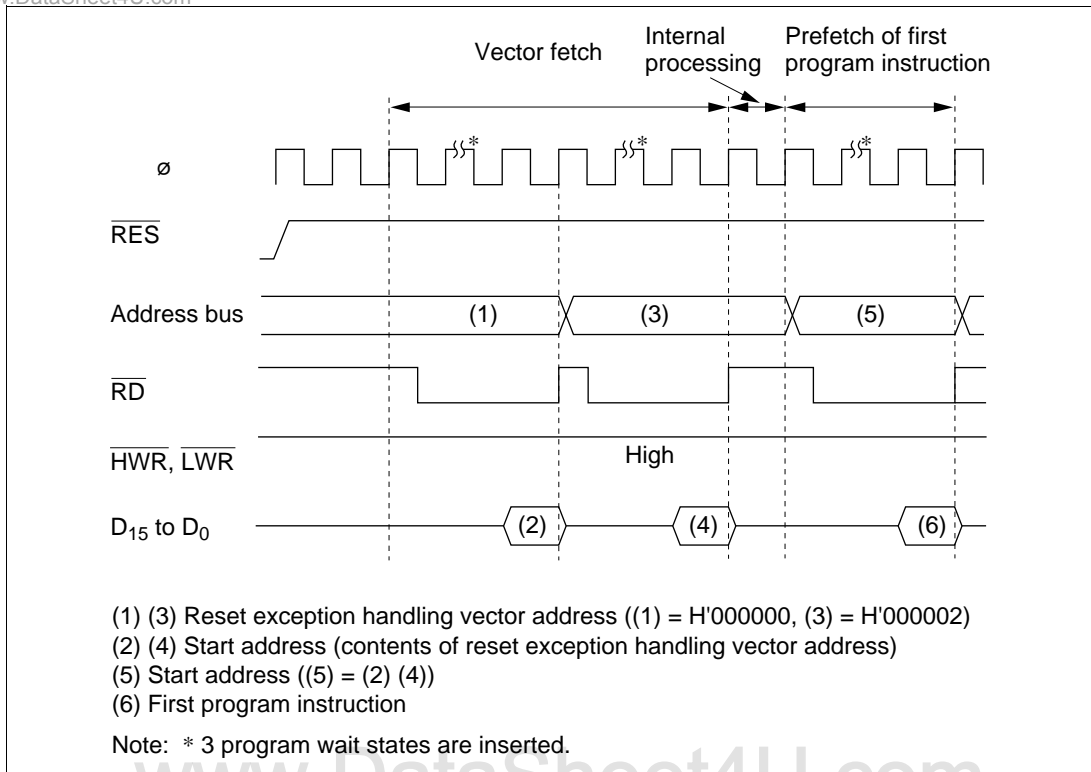 w.DataSheet4U.com
Vector fetch
Internal processing
Prefetch of first program instruction
* * *
ø
RES
Address bus (1) (3) (5)
RD
HWR, LWR High
D15 to D0 (2) (4) (6)
(1) (3) Reset exception handling vector address ((1) = H'000000, (3) = H'000002)
(2) (4) Start address (contents of reset exception handling vector address)
(5) Start address ((5) = (2) (4))
(6) First program instruction
Note: * 3 program wait states are inserted.
www.DataSheet4U.com